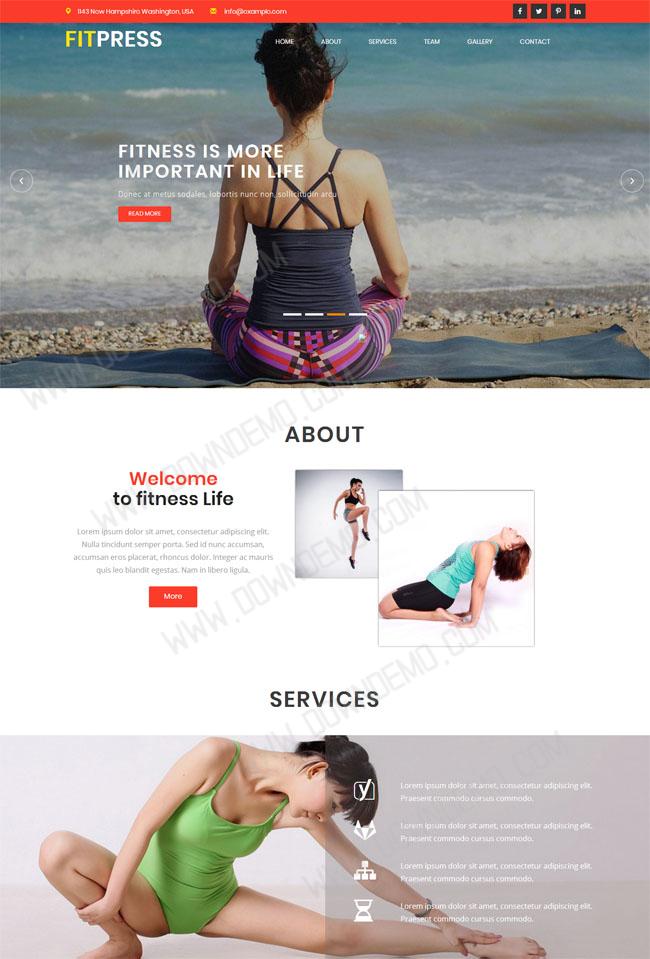 1143 New Hampshire Washington, USA
info@example.com
FITPRESS
HOME ABOUT SERVICES TEAM GALLERY CONTACT
FITNESS IS MORE
IMPORTANT IN LIFE
Donec at metus sodales, lobortis nunc non, sollicitudin arcu
READ MORE
ABOUT
Welcome
to fitness Life
Lorem ipsum dolor sit amet, consectetur adipiscing elit.
Nulla tincidunt semper porta. Sed id nunc accumsan,
accumsan eros placerat, rhoncus dolor. Integer ac mauris
quis leo blandit egestas. Nam in libero ligula.
More
SERVICES
Lorem ipsum dolor sit amet, consectetur adipiscing elit.
Praesent commodo cursus commodo.
Lorem ipsum dolor sit amet, consectetur adipiscing elit.
Praesent commodo cursus commodo.
Lorem ipsum dolor sit amet, consectetur adipiscing elit.
Praesent commodo cursus commodo.
Lorem ipsum dolor sit amet, consectetur adipiscing elit.
Praesent commodo cursus commodo.
WWW.DOWNDEMO.COM
WWW.DOWNDEMO.COM
WWW.DOWNDEMO.COM